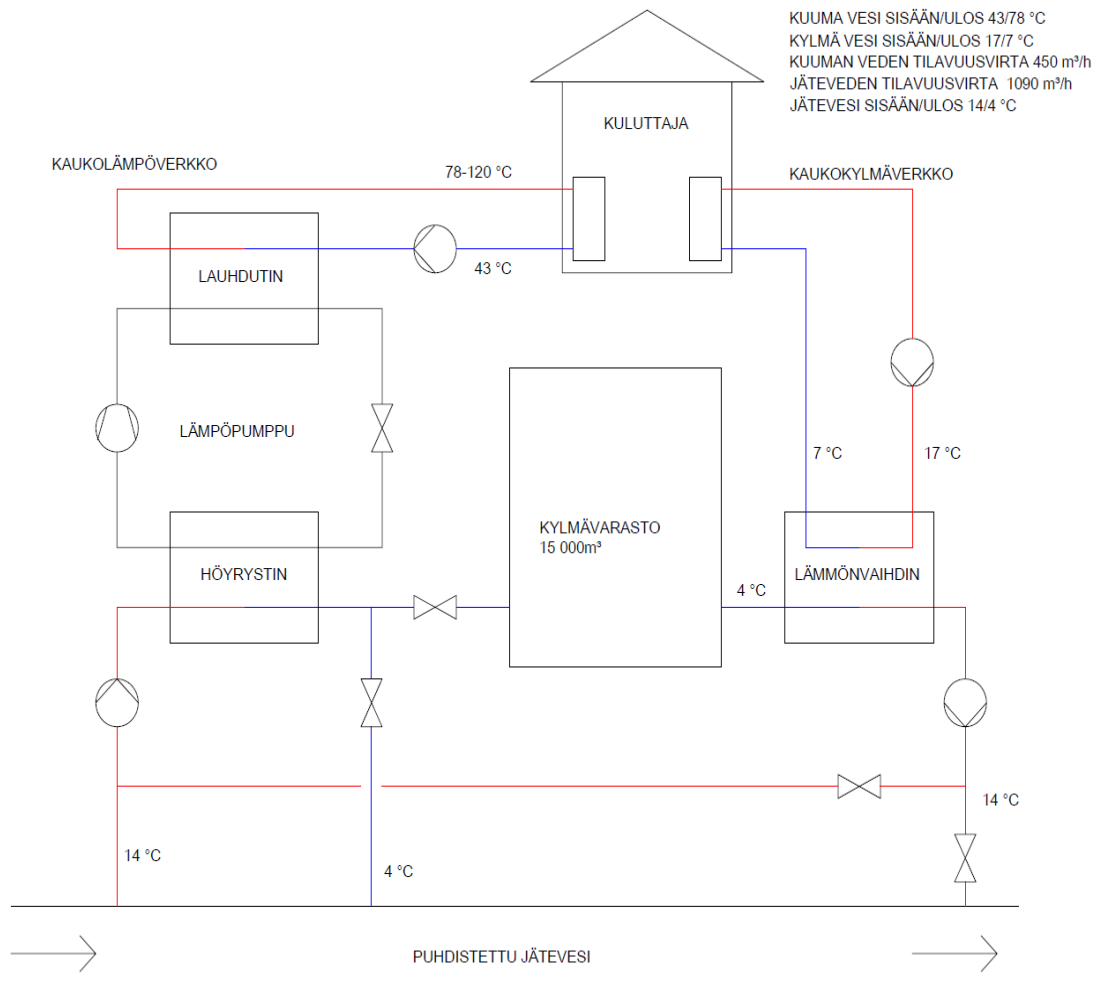 KUUMA VESI SISÄÄN/ULOS 43/78 °C
KYLMÄ VESI SISÄÄN/ULOS 17/7 °C
KUUMAN VEDEN TILAVUUSVIRTA 450 m³/h
JÄTEVEDEN TILAVUUSVIRTA 1090 m³/h
JÄTEVESI SISÄÄN/ULOS 14/4 °C
KULUTTAJA
KAUKOLÄMPÖVERKKO
78-120 °C
KAUKOKYLMÄVERKKO
43 °C
LAUHDUTIN
LÄMPÖPUMPPU
7 °C
17 °C
KYLMÄVARASTO
15 000m³
HÖYRYSTIN
LÄMMÖNVAIHDIN
4 °C
14 °C
14 °C
4 °C
PUHDISTETTU JÄTEVESI